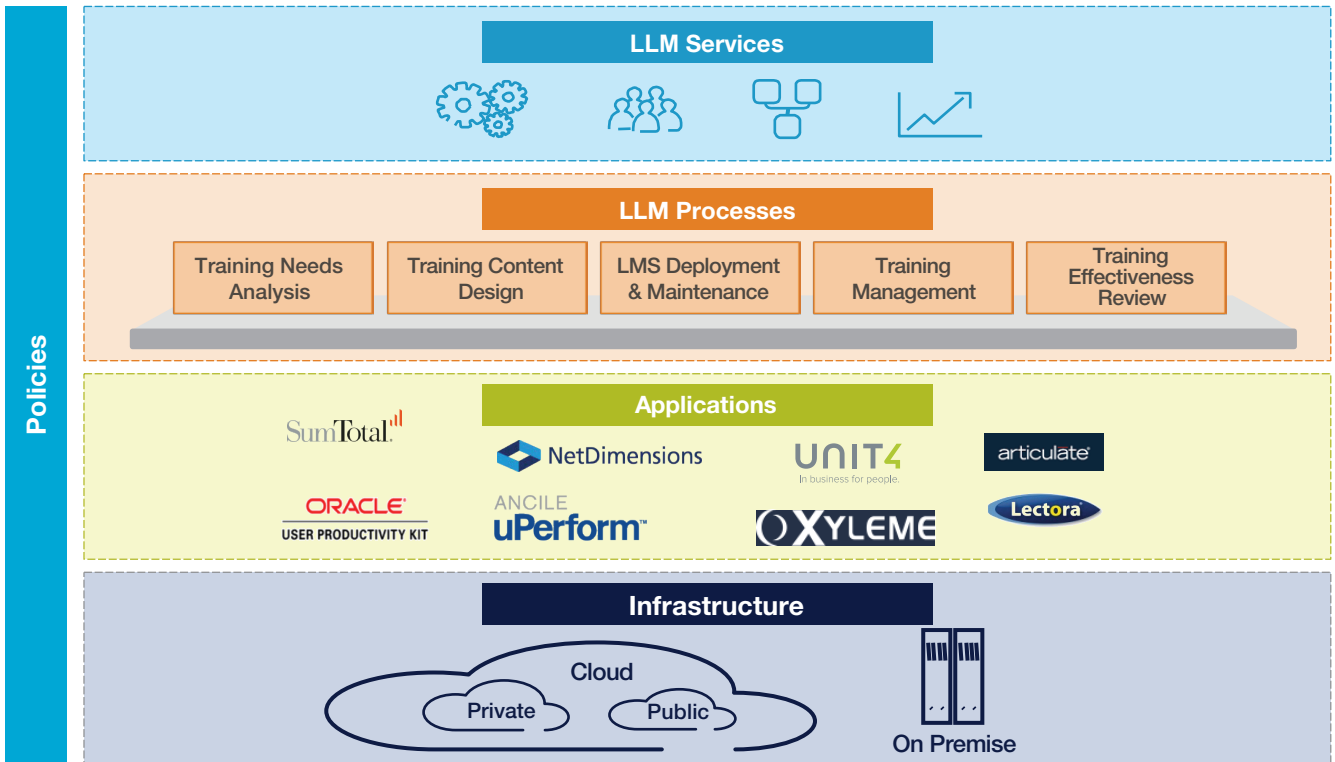 Policies
LLM Services
LLM Processes
Training Needs
Analysis
Training Content
Design
LMS Deployment
& Maintenance
Training
Management
Training
Effectiveness
Review
Applications
SumTotal.
NetDimensions
UNIT4
In business for people.
articulate®
ORACLE®
USER PRODUCTIVITY KIT
ANCILE
uPerform™
XYLEME
Lectora®
Infrastructure
Cloud
Private
Public
On Premise